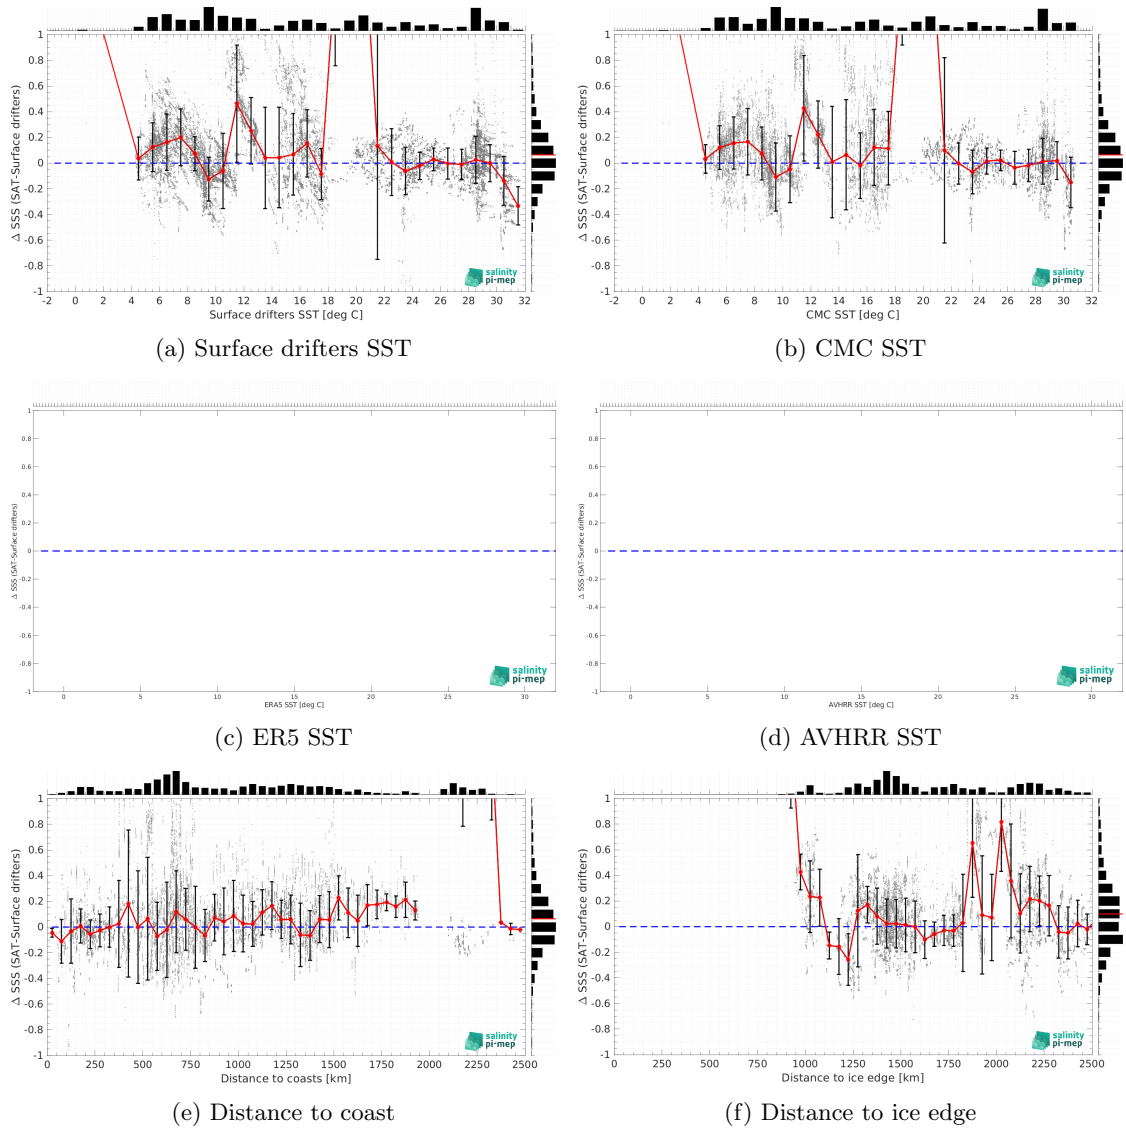 1
0.8
0.6
0.4
0.2
0
-0.2
-0.4
-0.6
-0.8
-1
Δ SSS (SAT-Surface drifters)
-2 0 2 4 6 8 10 12 14 16 18 20 22 24 26 28 30 32
Surface drifters SST [deg C]
salinity
pi-mep
(a) Surface drifters SST
1
0.8
0.6
0.4
0.2
0
-0.2
-0.4
-0.6
-0.8
-1
Δ SSS (SAT-Surface drifters)
-2 0 2 4 6 8 10 12 14 16 18 20 22 24 26 28 30 32
CMC SST [deg C]
salinity
pi-mep
(b) CMC SST
1
0.8
0.6
0.4
0.2
0
-0.2
-0.4
-0.6
-0.8
-1
Δ SSS (SAT-Surface drifters)
0 5 10 15 20 25 30
ERA5 SST [deg C]
salinity
pi-mep
(c) ER5 SST
1
0.8
0.6
0.4
0.2
0
-0.2
-0.4
-0.6
-0.8
-1
Δ SSS (SAT-Surface drifters)
0 5 10 15 20 25 30
AVHRR SST [deg C]
salinity
pi-mep
(d) AVHRR SST
1
0.8
0.6
0.4
0.2
0
-0.2
-0.4
-0.6
-0.8
-1
Δ SSS (SAT-Surface drifters)
0 250 500 750 1000 1250 1500 1750 2000 2250 2500
Distance to coasts [km]
salinity
pi-mep
(e) Distance to coast
1
0.8
0.6
0.4
0.2
0
-0.2
-0.4
-0.6
-0.8
-1
Δ SSS (SAT-Surface drifters)
0 250 500 750 1000 1250 1500 1750 2000 2250 2500
Distance to ice edge [km]
salinity
pi-mep
(f) Distance to ice edge